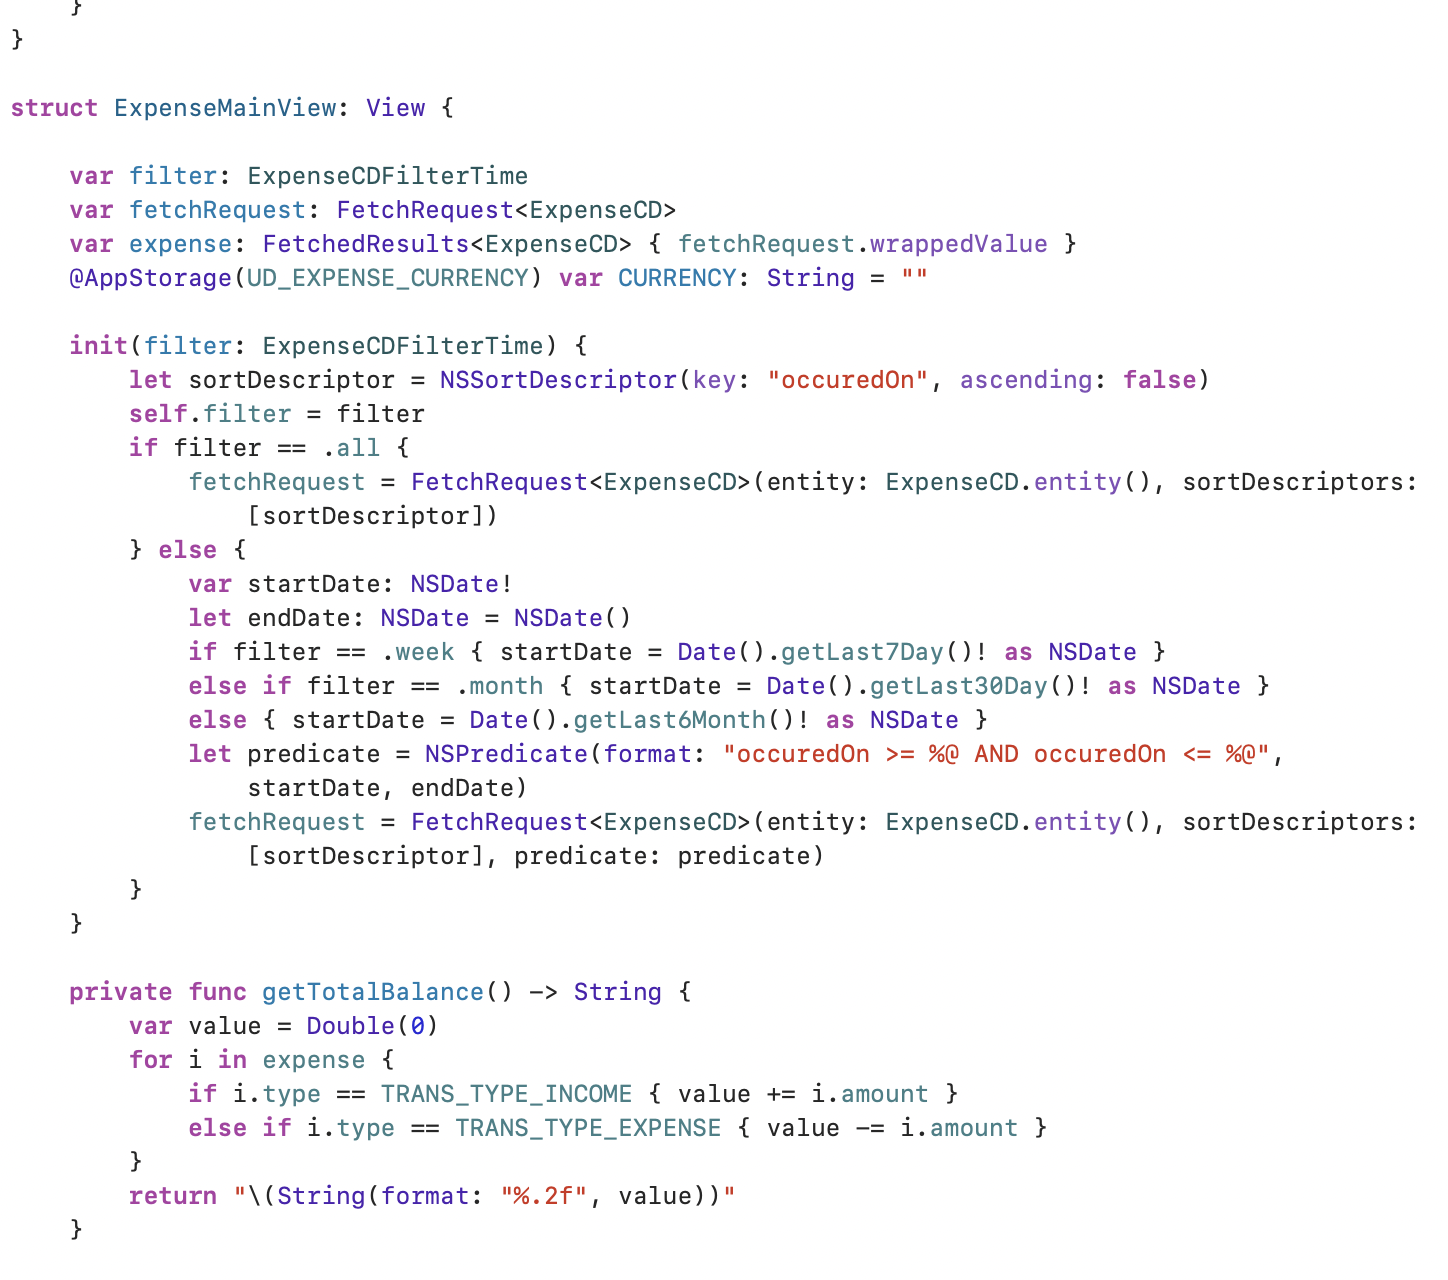 }
}
struct ExpenseMainView: View {
var filter: ExpenseCDFilterTime
var fetchRequest: FetchRequest<ExpenseCD>
var expense: FetchedResults<ExpenseCD> { fetchRequest.wrappedValue }
@AppStorage(UD_EXPENSE_CURRENCY) var CURRENCY: String = ""
init(filter: ExpenseCDFilterTime) {
let sortDescriptor = NSSortDescriptor(key: "occuredOn", ascending: false)
self.filter = filter
if filter == .all {
fetchRequest = FetchRequest<ExpenseCD>(entity: ExpenseCD.entity(), sortDescriptors:
[sortDescriptor])
} else {
var startDate: NSDate!
let endDate: NSDate = NSDate()
if filter == .week { startDate = Date().getLast7Day()! as NSDate }
else if filter == .month { startDate = Date().getLast30Day()! as NSDate }
else { startDate = Date().getLast6Month()! as NSDate }
let predicate = NSPredicate(format: "occuredOn >= %@ AND occuredOn <= %@",
startDate, endDate)
fetchRequest = FetchRequest<ExpenseCD>(entity: ExpenseCD.entity(), sortDescriptors:
[sortDescriptor], predicate: predicate)
}
}
private func getTotalBalance() -> String {
var value = Double(0)
for i in expense {
if i.type == TRANS_TYPE_INCOME { value += i.amount }
else if i.type == TRANS_TYPE_EXPENSE { value -= i.amount }
}
return "\(String(format: "%.2f", value))"
}